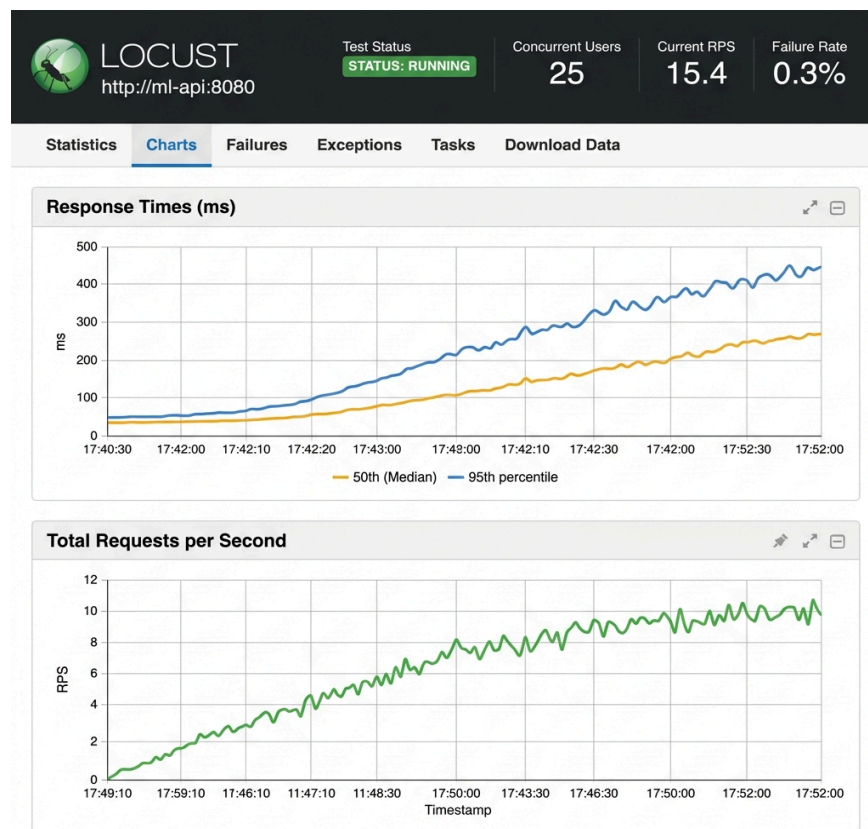 LOCUST
http://ml-api:8080
Test Status
STATUS: RUNNING
Concurrent Users
25
Current RPS
15.4
Failure Rate
0.3%
Statistics Charts Failures Exceptions Tasks Download Data
Response Times (ms)
500
400
300
200
100
0
ms
17:40:30 17:42:00 17:42:10 17:42:20 17:43:00 17:48:00 17:42:10 17:42:30 17:42:00 17:52:30 17:52:00
50th (Median) 95th percentile
Total Requests per Second
12
10
8
6
4
2
0
RPS
17:49:10 17:59:10 11:46:10 11:47:10 11:48:30 17:50:00 17:43:30 17:46:30 17:50:00 17:52:00 17:52:00
Timestamp